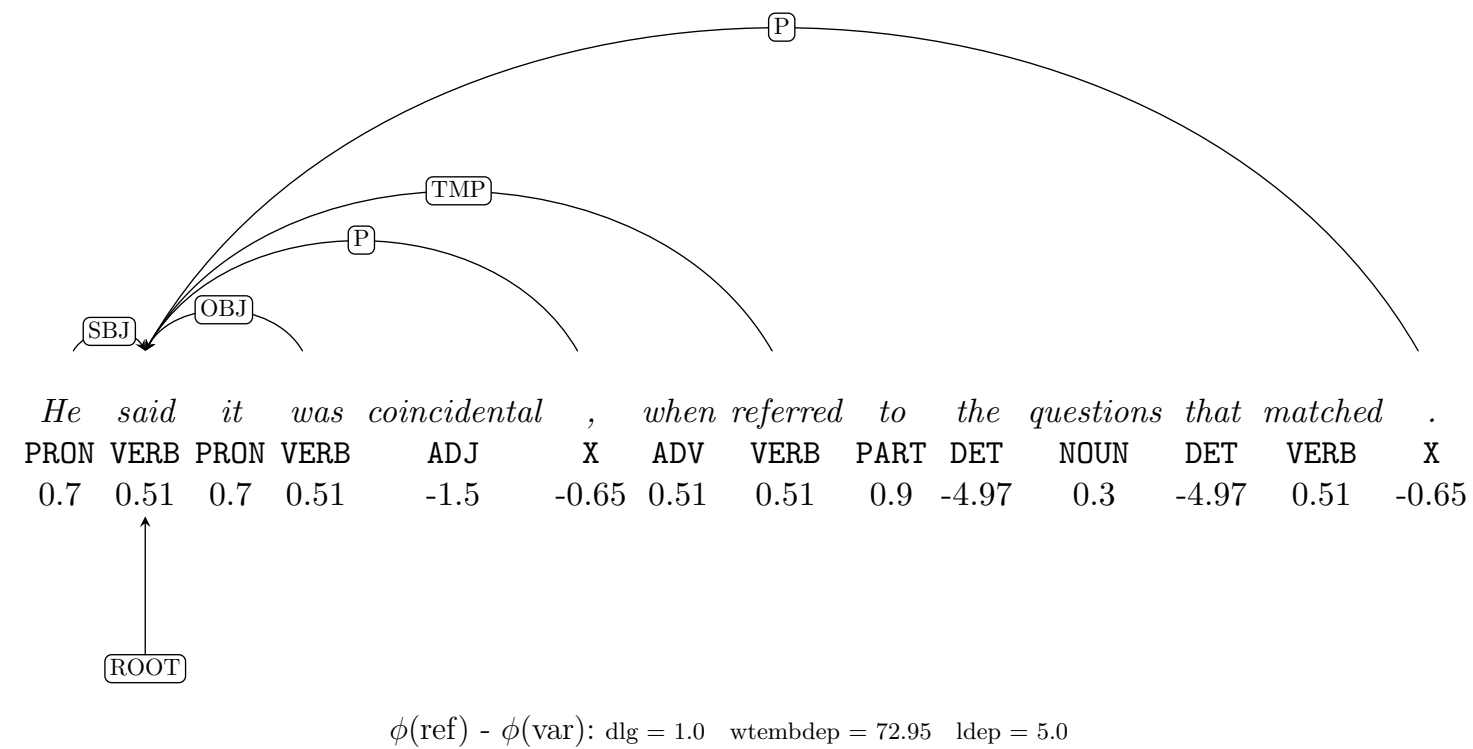 P
TMP
P
OBJ
SBJ
He said it was coincidental , when referred to the questions that matched .
PRON VERB PRON VERB ADJ X ADV VERB PART DET NOUN DET VERB X
0.7 0.51 0.7 0.51 -1.5 -0.65 0.51 0.51 0.9 -4.97 0.3 -4.97 0.51 -0.65
ROOT
ϕ(ref) - ϕ(var): dlg = 1.0 wtembdep = 72.95 ldep = 5.0